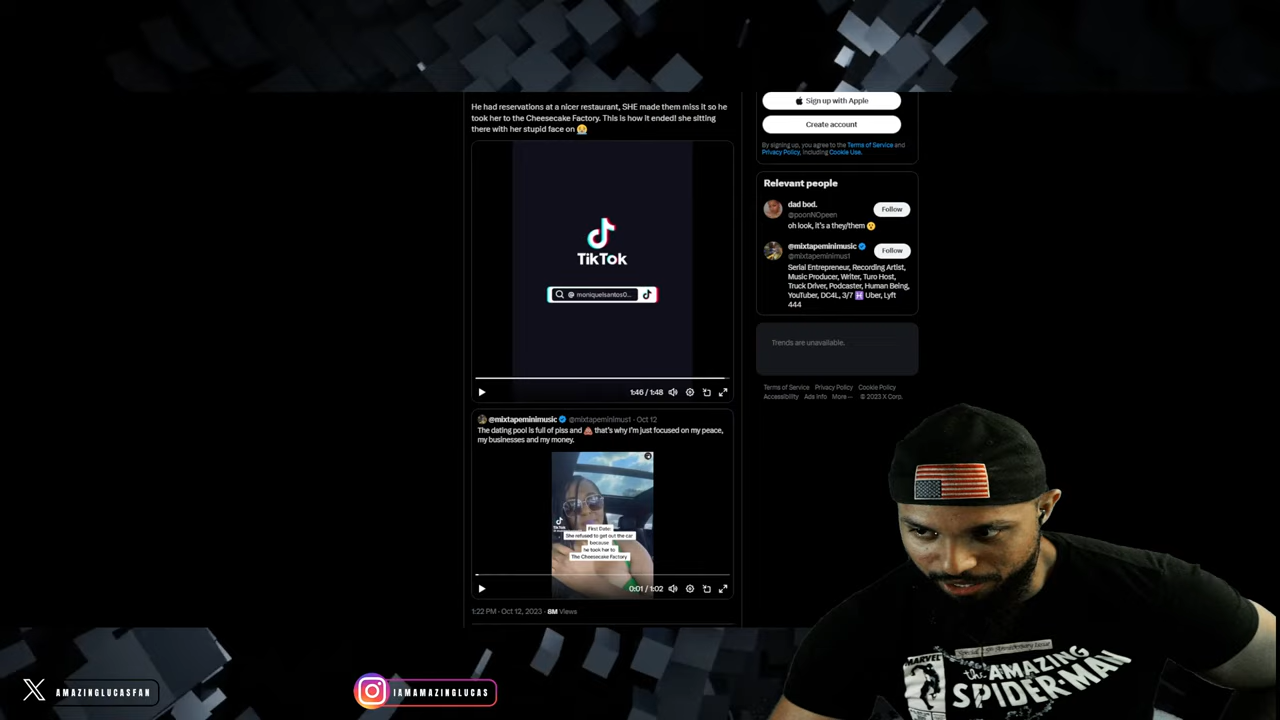 He had reservations at a nicer restaurant, SHE made them miss it so he
took her to the Cheesecake Factory. This is how it ended! she sitting
there with her stupid face on
TikTok
@ moniquelsantos0...
1:46 / 1:48
@mixtapeminimusic @mixtapeminimus1 · Oct 12
The dating pool is full of piss and 💩 that's why I'm just focused on my peace,
my businesses and my money.
TikTok
First Date:
She refused to get out the car
because
he took her to
The Cheesecake Factory
0:01 / 1:02
1:22 PM · Oct 12, 2023 · 8M Views
Sign up with Apple
Create account
By signing up, you agree to the Terms of Service and
Privacy Policy, including Cookie Use.
Relevant people
dad bod.
@poonNOpeen
Follow
oh look, it's a they/them 😮
@mixtapeminimusic
@mixtapeminimus1
Follow
Serial Entrepreneur, Recording Artist,
Music Producer, Writer, Turo Host,
Truck Driver, Podcaster, Human Being,
YouTuber, DC4L, 3/7 ♓ Uber, Lyft
444
Trends are unavailable.
Terms of Service Privacy Policy Cookie Policy
Accessibility Ads info More ··· © 2023 X Corp.
MARVEL
the AMAZING
SPIDER-MAN
AMAZINGLUCASFAN
IAMAMAZINGLUCAS